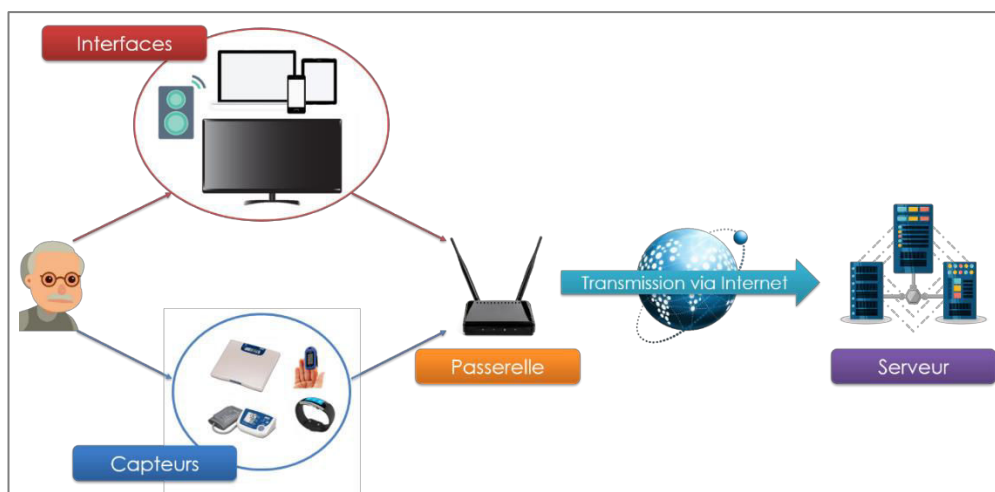 Interfaces
Transmission via Internet
Passerelle
Serveur
Capteurs